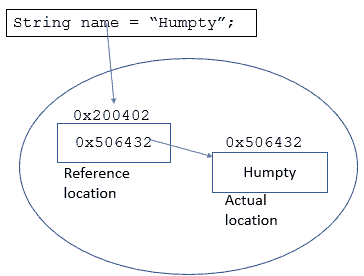 String name = “Humpty”;
0x200402
0x506432
0x506432
Humpty
Reference
location
Actual
location